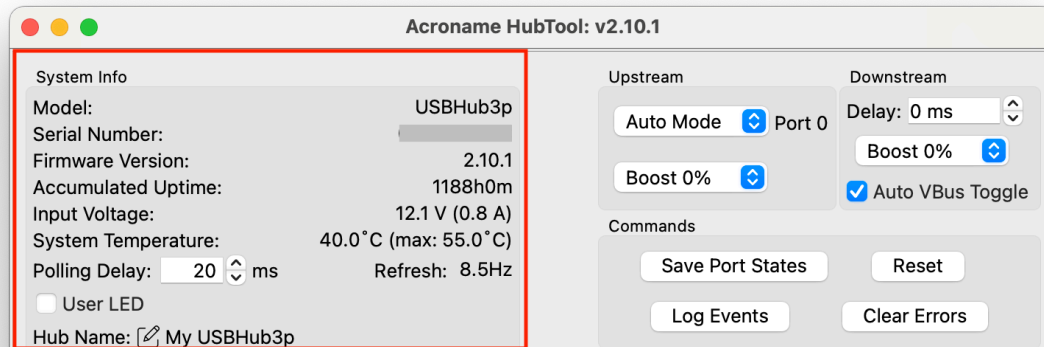 Acroname HubTool: v2.10.1
System Info
Model: USBHub3p
Serial Number:
Firmware Version: 2.10.1
Accumulated Uptime: 1188h0m
Input Voltage: 12.1 V (0.8 A)
System Temperature: 40.0°C (max: 55.0°C)
Polling Delay: 20 ms Refresh: 8.5Hz
User LED
Hub Name: My USBHub3p
Upstream
Auto Mode Port 0
Boost 0%
Downstream
Delay: 0 ms
Boost 0%
Auto VBus Toggle
Commands
Save Port States Reset
Log Events Clear Errors